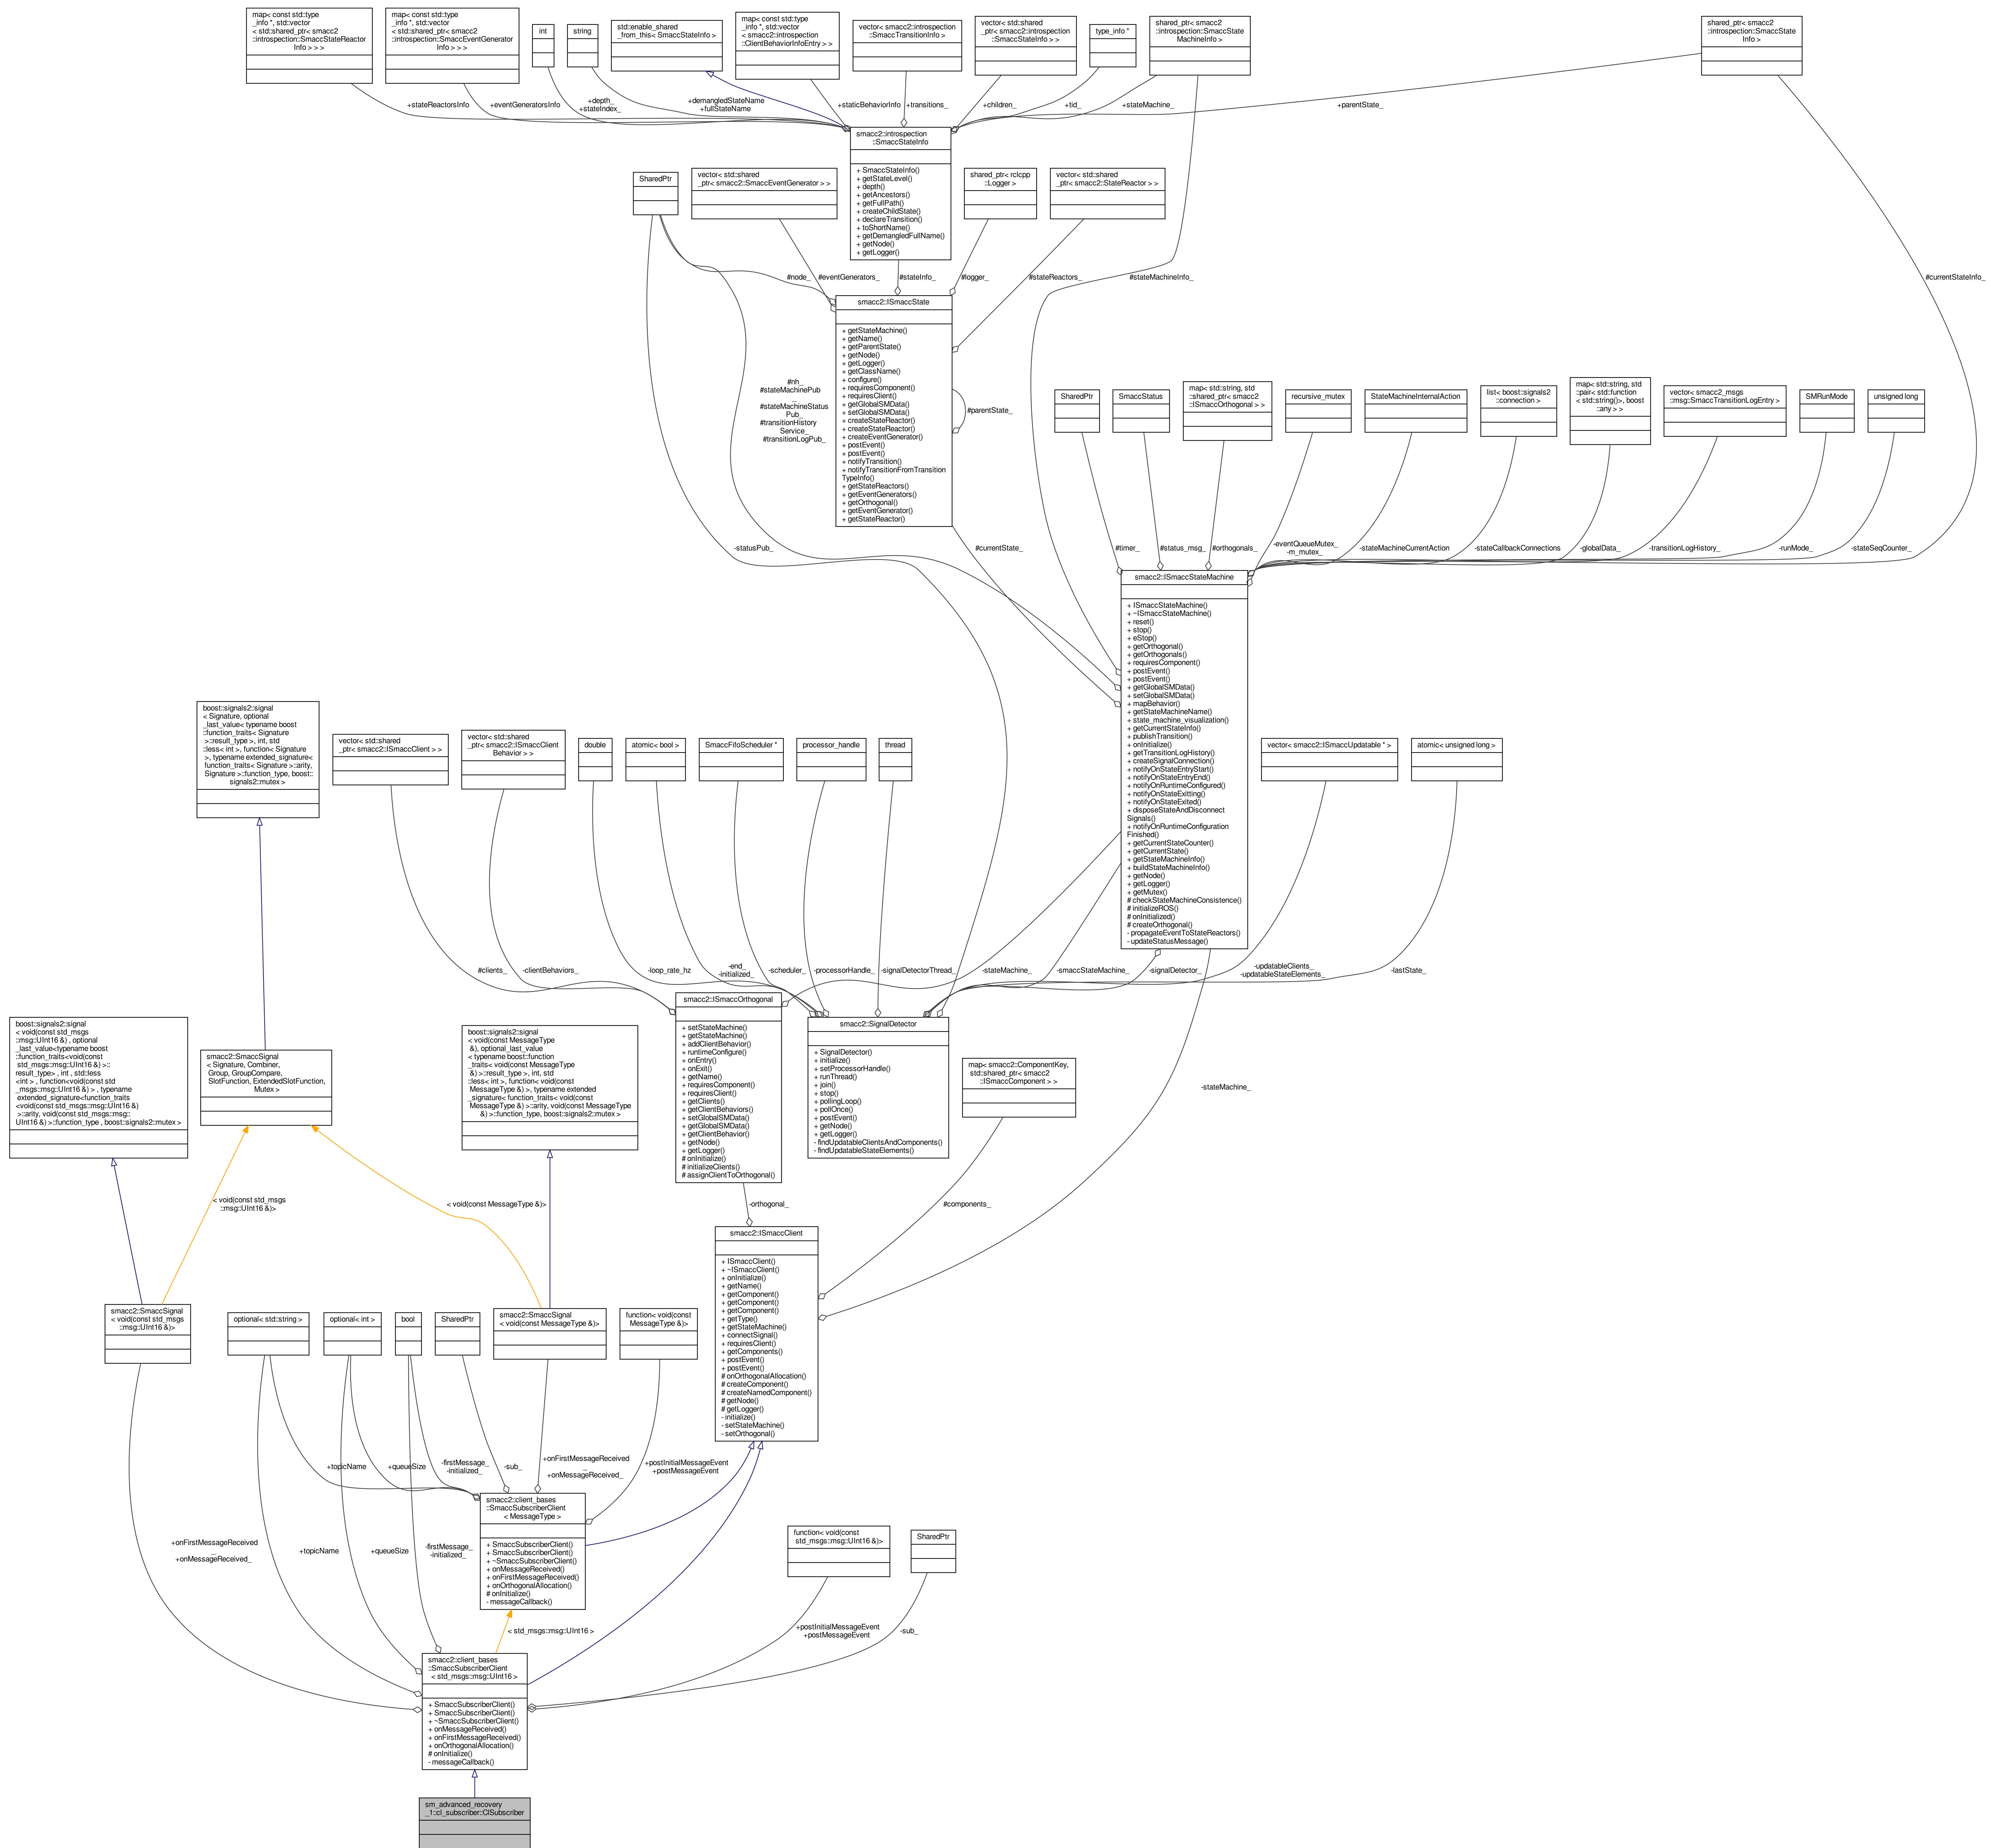 map< const std::type
_info *, std::vector
< std::shared_ptr< smacc2
::introspection::SmaccStateReactor
Info > > >
map< const std::type
_info *, std::vector
< std::shared_ptr< smacc2
::introspection::SmaccEventGenerator
Info > > >
int
string
std::enable_shared
_from_this< SmaccStateInfo >
map< const std::type
_info *, std::vector
< smacc2::introspection
::ClientBehaviorInfoEntry > >
vector< smacc2::introspection
::SmaccTransitionInfo >
vector< std::shared
_ptr< smacc2::introspection
::SmaccStateInfo > >
type_info *
shared_ptr< smacc2
::introspection::SmaccState
MachineInfo >
shared_ptr< smacc2
::introspection::SmaccState
Info >
+stateReactorsInfo
+eventGeneratorsInfo
+depth_
+stateIndex_
+demangledStateName
+fullStateName
+staticBehaviorInfo
+transitions_
+children_
+tid_
+stateMachine_
+parentState_
smacc2::introspection
::SmaccStateInfo
+ SmaccStateInfo()
+ getStateLevel()
+ depth()
+ getAncestors()
+ getFullPath()
+ createChildState()
+ declareTransition()
+ toShortName()
+ getDemangledFullName()
+ getNode()
+ getLogger()
SharedPtr
vector< std::shared
_ptr< smacc2::SmaccEventGenerator > >
shared_ptr< rclcpp
::Logger >
vector< std::shared
_ptr< smacc2::StateReactor > >
#node_
#eventGenerators_
#stateInfo_
#logger_
#stateReactors_
#stateMachineInfo_
#currentStateInfo_
smacc2::ISmaccState
+ getStateMachine()
+ getName()
+ getParentState()
+ getNode()
+ getLogger()
+ getClassName()
+ configure()
+ requiresComponent()
+ requiresClient()
+ getGlobalSMData()
+ setGlobalSMData()
+ createStateReactor()
+ createStateReactor()
+ createEventGenerator()
+ postEvent()
+ postEvent()
+ notifyTransition()
+ notifyTransitionFromTransition
TypeInfo()
+ getStateReactors()
+ getEventGenerators()
+ getOrthogonal()
+ getEventGenerator()
+ getStateReactor()
#parentState_
#nh_
#stateMachinePub
_
#stateMachineStatus
Pub_
#transitionHistory
Service_
#transitionLogPub_
SharedPtr
SmaccStatus
map< std::string, std
::shared_ptr< smacc2
::ISmaccOrthogonal > >
recursive_mutex
StateMachineInternalAction
list< boost::signals2
::connection >
map< std::string, std
::pair< std::function
< std::string()>, boost
::any > >
vector< smacc2_msgs
::msg::SmaccTransitionLogEntry >
SMRunMode
unsigned long
-statusPub_
#currentState_
#timer_
#status_msg_
#orthogonals_
-eventQueueMutex_
-m_mutex_
-stateMachineCurrentAction
-stateCallbackConnections
-globalData_
-transitionLogHistory_
-runMode_
-stateSeqCounter_
smacc2::ISmaccStateMachine
+ ISmaccStateMachine()
+ ~ISmaccStateMachine()
+ reset()
+ stop()
+ eStop()
+ getOrthogonal()
+ getOrthogonals()
+ requiresComponent()
+ postEvent()
+ postEvent()
+ getGlobalSMData()
+ setGlobalSMData()
+ mapBehavior()
+ getStateMachineName()
+ state_machine_visualization()
+ getCurrentStateInfo()
+ publishTransition()
+ onInitialize()
+ getTransitionLogHistory()
+ createSignalConnection()
+ notifyOnStateEntryStart()
+ notifyOnStateEntryEnd()
+ notifyOnRuntimeConfigured()
+ notifyOnStateExitting()
+ notifyOnStateExited()
+ disposeStateAndDisconnect
Signals()
+ notifyOnRuntimeConfiguration
Finished()
+ getCurrentStateCounter()
+ getCurrentState()
+ getStateMachineInfo()
+ buildStateMachineInfo()
+ getNode()
+ getLogger()
+ getMutex()
# checkStateMachineConsistence()
# initializeROS()
# onInitialized()
# createOrthogonal()
- propagateEventToStateReactors()
- updateStatusMessage()
boost::signals2::signal
< Signature, optional
_last_value< typename boost
::function_traits< Signature
>::result_type >, int, std
::less< int >, function< Signature
>, typename extended_signature<
function_traits< Signature >::arity,
Signature >::function_type, boost::
signals2::mutex >
vector< std::shared
_ptr< smacc2::ISmaccClient > >
vector< std::shared
_ptr< smacc2::ISmaccClient
Behavior > >
double
atomic< bool >
SmaccFifoScheduler *
processor_handle
thread
vector< smacc2::ISmaccUpdatable * >
atomic< unsigned long >
#clients_
-clientBehaviors_
-loop_rate_hz
-end_
-initialized_
-scheduler_
-processorHandle_
-signalDetectorThread_
-stateMachine_
-smaccStateMachine_
-signalDetector_
-updatableClients_
-updatableStateElements_
-lastState_
smacc2::ISmaccOrthogonal
+ setStateMachine()
+ getStateMachine()
+ addClientBehavior()
+ runtimeConfigure()
+ onEntry()
+ onExit()
+ getName()
+ requiresComponent()
+ requiresClient()
+ getClients()
+ getClientBehaviors()
+ setGlobalSMData()
+ getGlobalSMData()
+ getClientBehavior()
+ getNode()
+ getLogger()
# onInitialize()
# initializeClients()
# assignClientToOrthogonal()
smacc2::SignalDetector
+ SignalDetector()
+ initialize()
+ setProcessorHandle()
+ runThread()
+ join()
+ stop()
+ pollingLoop()
+ pollOnce()
+ postEvent()
+ getNode()
+ getLogger()
- findUpdatableClientsAndComponents()
- findUpdatableStateElements()
boost::signals2::signal
< void(const std_msgs
::msg::UInt16 &) , optional
_last_value<typename boost
::function_traits<void(const
std_msgs::msg::UInt16 &) >::
result_type> , int , std::less
<int > , function<void(const std
_msgs::msg::UInt16 &) > , typename
extended_signature<function_traits
<void(const std_msgs::msg::UInt16 &)
>::arity, void(const std_msgs::msg::
UInt16 &) >::function_type , boost::signals2::mutex >
smacc2::SmaccSignal
< Signature, Combiner,
Group, GroupCompare,
SlotFunction, ExtendedSlotFunction,
Mutex >
boost::signals2::signal
< void(const MessageType
&), optional_last_value
< typename boost::function
_traits< void(const MessageType
&) >::result_type >, int, std
::less< int >, function< void(const
MessageType &) >, typename extended
_signature< function_traits< void(const
MessageType &) >::arity, void(const MessageType
&) >::function_type, boost::signals2::mutex >
map< smacc2::ComponentKey,
std::shared_ptr< smacc2
::ISmaccComponent > >
-stateMachine_
< void(const std_msgs
::msg::UInt16 &)>
< void(const MessageType &)>
-orthogonal_
#components_
smacc2::ISmaccClient
+ ISmaccClient()
+ ~ISmaccClient()
+ onInitialize()
+ getName()
+ getComponent()
+ getComponent()
+ getComponent()
+ getType()
+ getStateMachine()
+ connectSignal()
+ requiresClient()
+ getComponents()
+ postEvent()
+ postEvent()
# onOrthogonalAllocation()
# createComponent()
# createNamedComponent()
# getNode()
# getLogger()
- initialize()
- setStateMachine()
- setOrthogonal()
smacc2::SmaccSignal
< void(const std_msgs
::msg::UInt16 &)>
optional< std::string >
optional< int >
bool
SharedPtr
smacc2::SmaccSignal
< void(const MessageType &)>
function< void(const
MessageType &)>
+topicName
+queueSize
-firstMessage_
-initialized_
-sub_
+onFirstMessageReceived
_
+onMessageReceived_
+postInitialMessageEvent
+postMessageEvent
smacc2::client_bases
::SmaccSubscriberClient
< MessageType >
+ SmaccSubscriberClient()
+ SmaccSubscriberClient()
+ ~SmaccSubscriberClient()
+ onMessageReceived()
+ onFirstMessageReceived()
+ onOrthogonalAllocation()
# onInitialize()
- messageCallback()
function< void(const
std_msgs::msg::UInt16 &)>
SharedPtr
+onFirstMessageReceived
_
+onMessageReceived_
+topicName
+queueSize
-firstMessage_
-initialized_
< std_msgs::msg::UInt16 >
+postInitialMessageEvent
+postMessageEvent
-sub_
smacc2::client_bases
::SmaccSubscriberClient
< std_msgs::msg::UInt16 >
+ SmaccSubscriberClient()
+ SmaccSubscriberClient()
+ ~SmaccSubscriberClient()
+ onMessageReceived()
+ onFirstMessageReceived()
+ onOrthogonalAllocation()
# onInitialize()
- messageCallback()
sm_advanced_recovery
_1::cl_subscriber::ClSubscriber